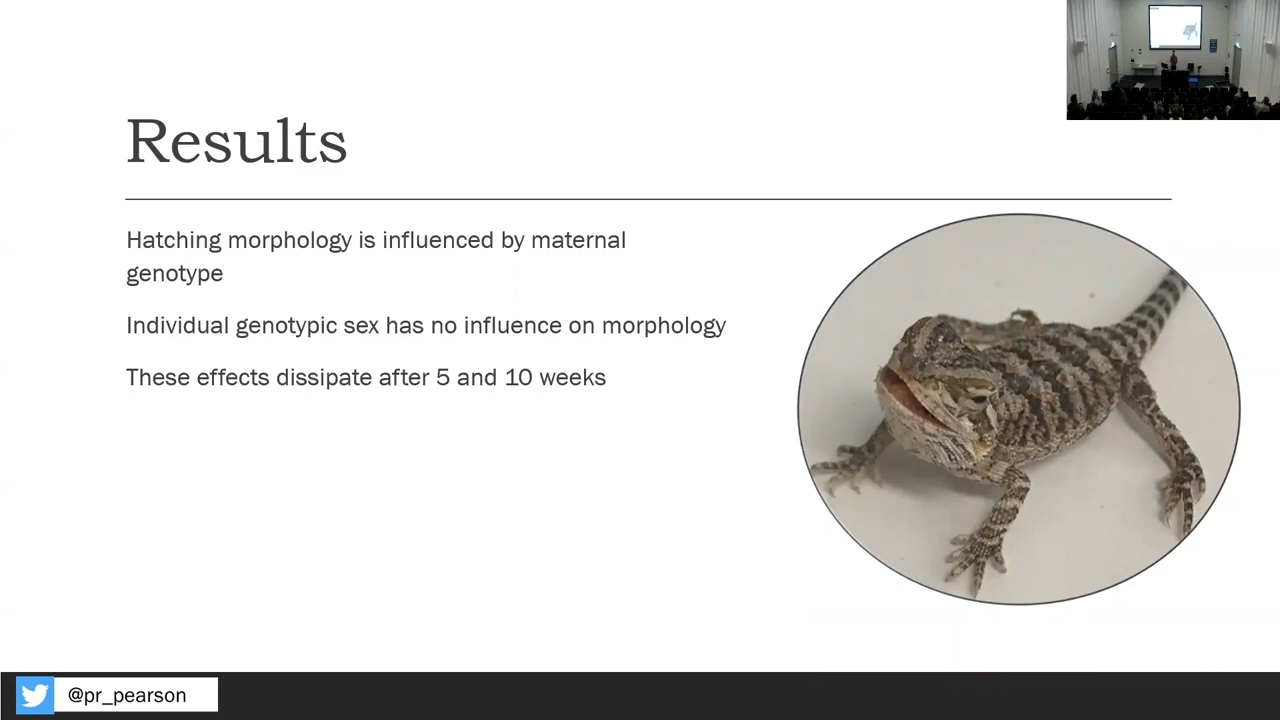 Results
Hatching morphology is influenced by maternal
genotype
Individual genotypic sex has no influence on morphology
These effects dissipate after 5 and 10 weeks
@pr_pearson